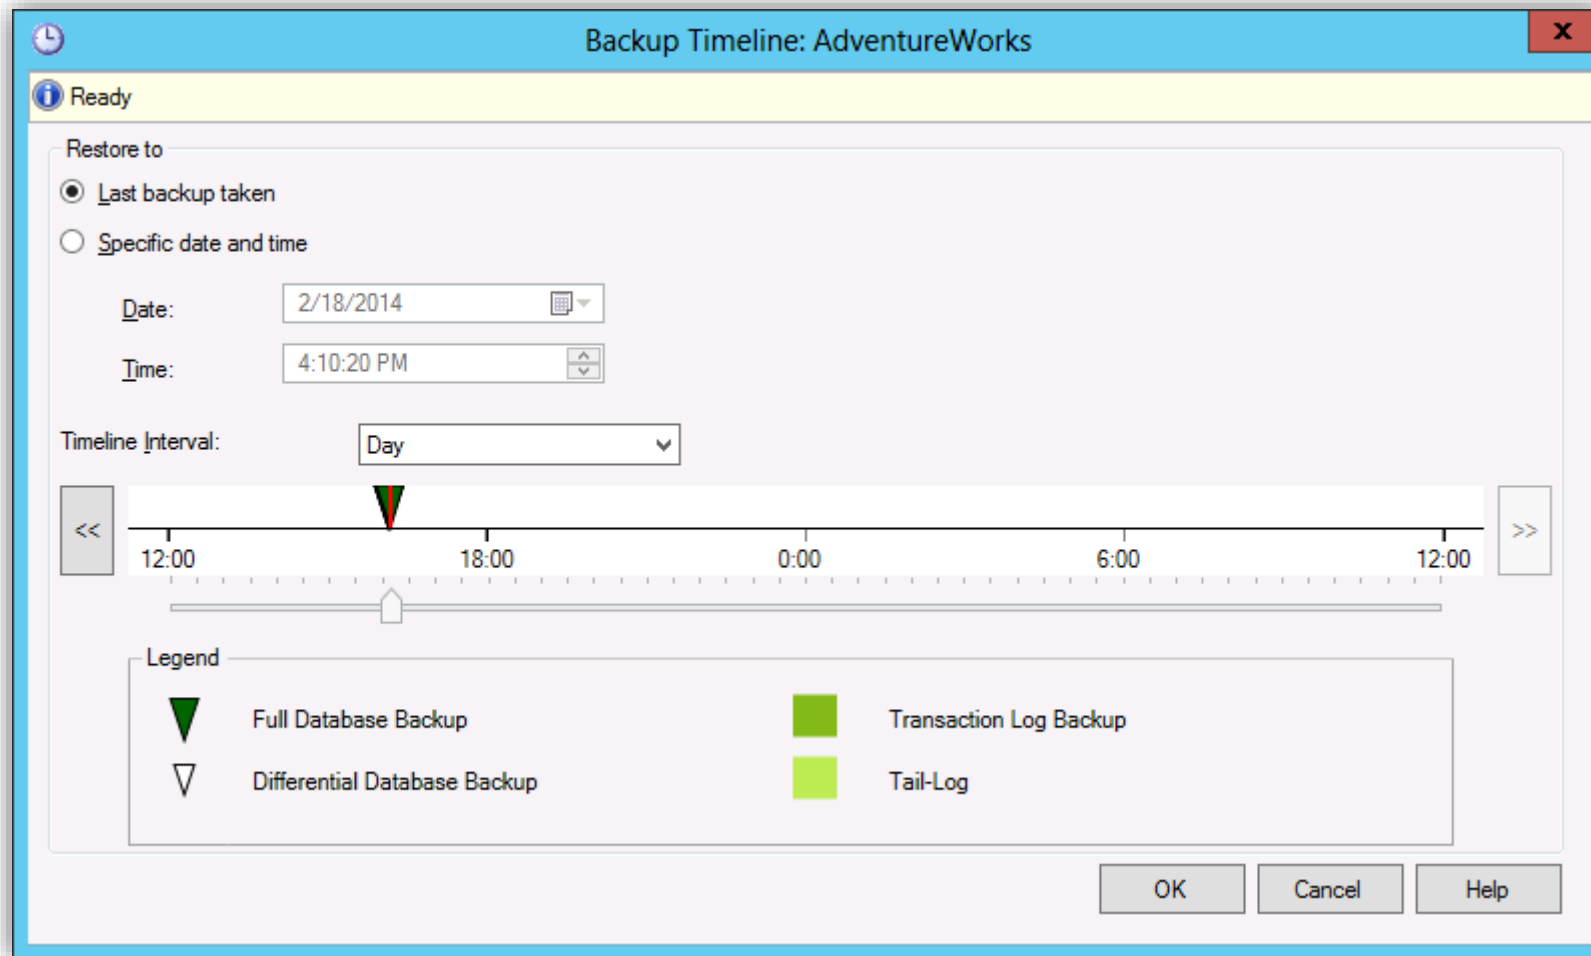 Backup Timeline: AdventureWorks
x
Ready
Restore to
Last backup taken
Specific date and time
Date: 2/18/2014
Time: 4:10:20 PM
Timeline Interval: Day
<< >>
12:00 18:00 0:00 6:00 12:00
Legend
Full Database Backup Transaction Log Backup
Differential Database Backup Tail-Log
OK Cancel Help